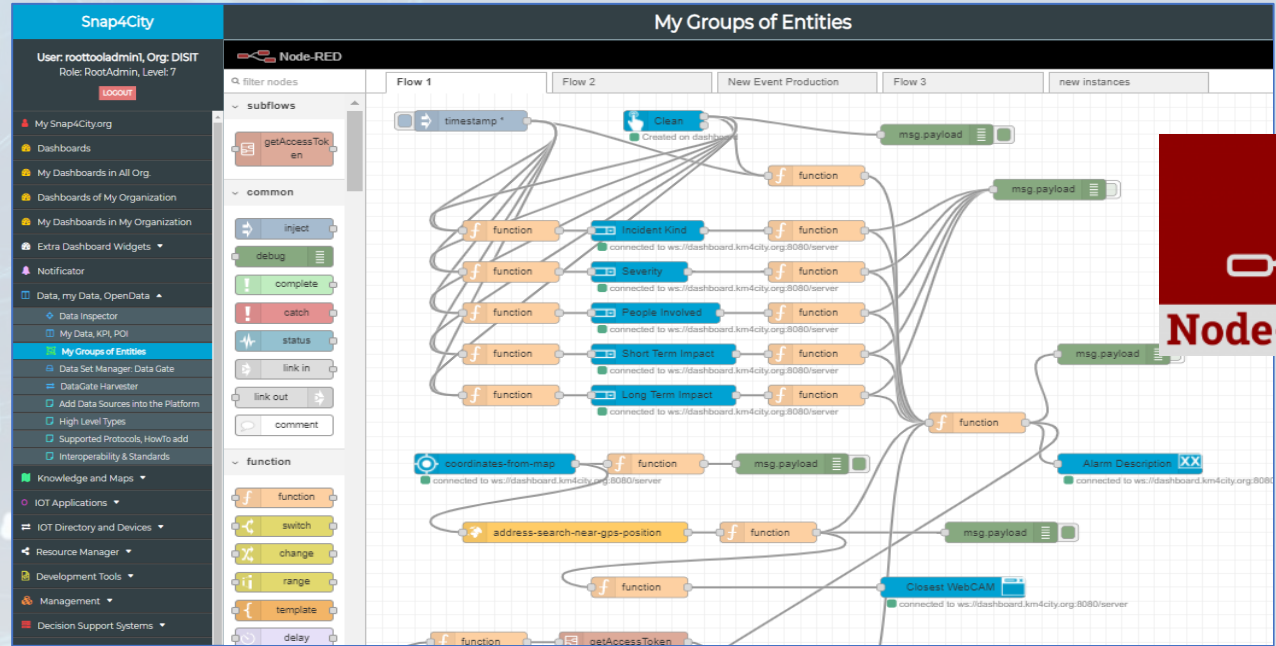 Snap4City
My Groups of Entities
User: roottooladmin1, Org: DISIT
Role: RootAdmin, Level: 7
LOGOUT
My Snap4City.org
Dashboards
My Dashboards in All Org.
Dashboards of My Organization
My Dashboards in My Organization
Extra Dashboard Widgets
Notificator
Data, my Data, OpenData
Data Inspector
My Data, KPI, POI
My Groups of Entities
Data Set Manager: Data Gate
DataGate Harvester
Add Data Sources into the Platform
High Level Types
Supported Protocols, HowTo add
Interoperability & Standards
Knowledge and Maps
IOT Applications
IOT Directory and Devices
Resource Manager
Development Tools
Management
Decision Support Systems
Node-RED
filter nodes
subflows
getAccessTok
en
common
inject
debug
complete
catch
status
link in
link out
comment
function
function
switch
change
range
template
delay
Flow 1
Flow 2
New Event Production
Flow 3
new instances
timestamp *
Clean
Created on dashboard
msg.payload
function
msg.payload
function
Incident Kind
function
connected to ws://dashboard.km4city.org:8080/server
function
Severity
function
connected to ws://dashboard.km4city.org:8080/server
function
People Involved
function
connected to ws://dashboard.km4city.org:8080/server
function
Short Term Impact
function
connected to ws://dashboard.km4city.org:8080/server
msg.payload
function
Long Term Impact
function
connected to ws://dashboard.km4city.org:8080/server
function
coordinates-from-map
function
msg.payload
connected to ws://dashboard.km4city.org:8080/server
Alarm Description
XX
connected to ws://dashboard.km4city.org:808
address-search-near-gps-position
function
msg.payload
function
Closest WebCAM
connected to ws://dashboard.km4city.org:8080/server
function
getAccessToken
Node